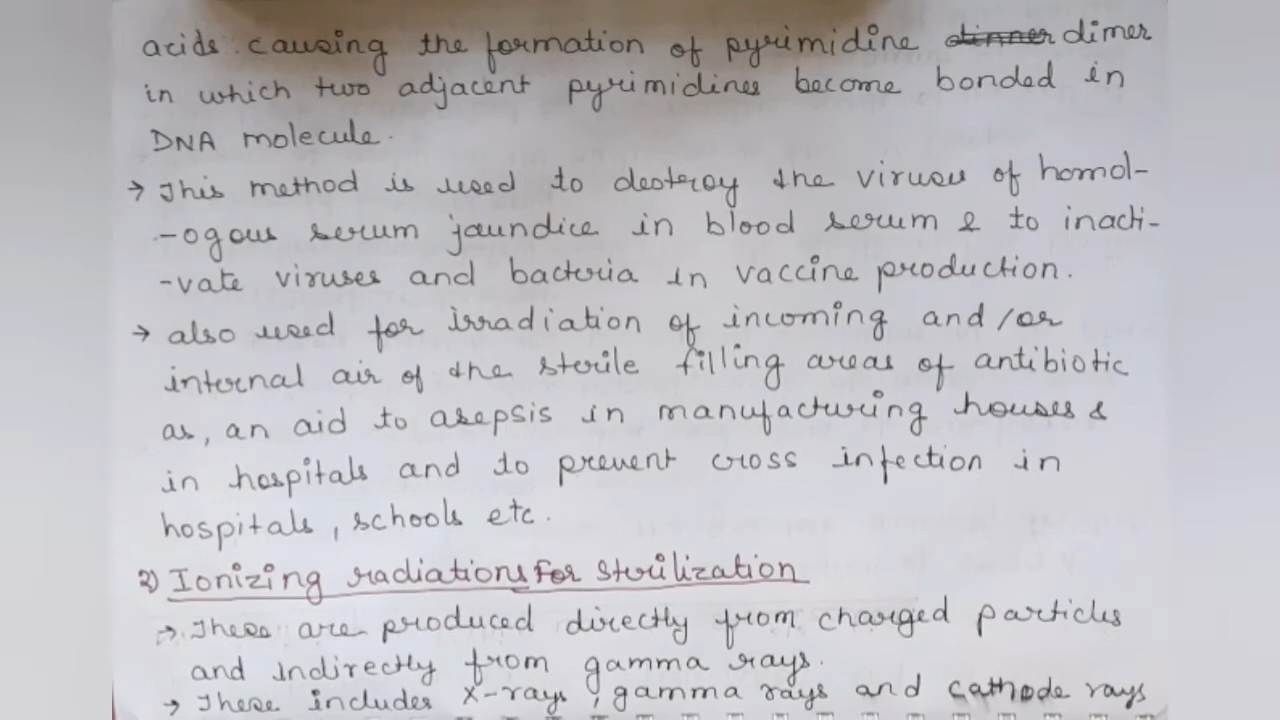 acids causing the formation of pyrimidine dimer
in which two adjacent pyrimidines become bonded in
DNA molecule.
→ This method is used to destroy the viruses of homol-
-ogous serum jaundice in blood serum & to inacti-
-vate viruses and bacteria in vaccine production.
→ also used for irradiation of incoming and/or
internal air of the sterile filling areas of antibiotic
as, an aid to asepsis in manufacturing houses &
in hospitals and to prevent cross infection in
hospitals, schools etc.
2) Ionizing radiations for Sterilization
→ These are produced directly from charged particles
and indirectly from gamma rays.
→ These includes X-rays, gamma rays and cathode rays